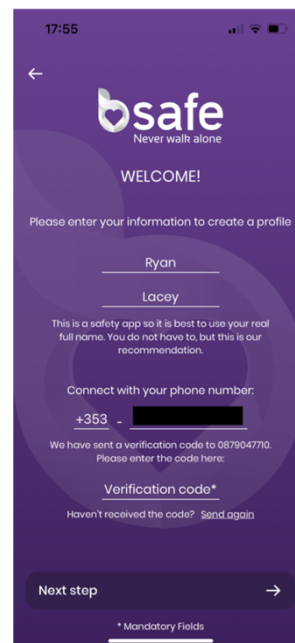 17:55
bsafe
Never walk alone
WELCOME!
Please enter your information to create a profile
Ryan
Lacey
This is a safety app so it is best to use your real
full name. You do not have to, but this is our
recommendation.
Connect with your phone number:
+353 -
We have sent a verification code to 0879047710.
Please enter the code here:
Verification code*
Haven't received the code? Send again
Next step →
* Mandatory Fields